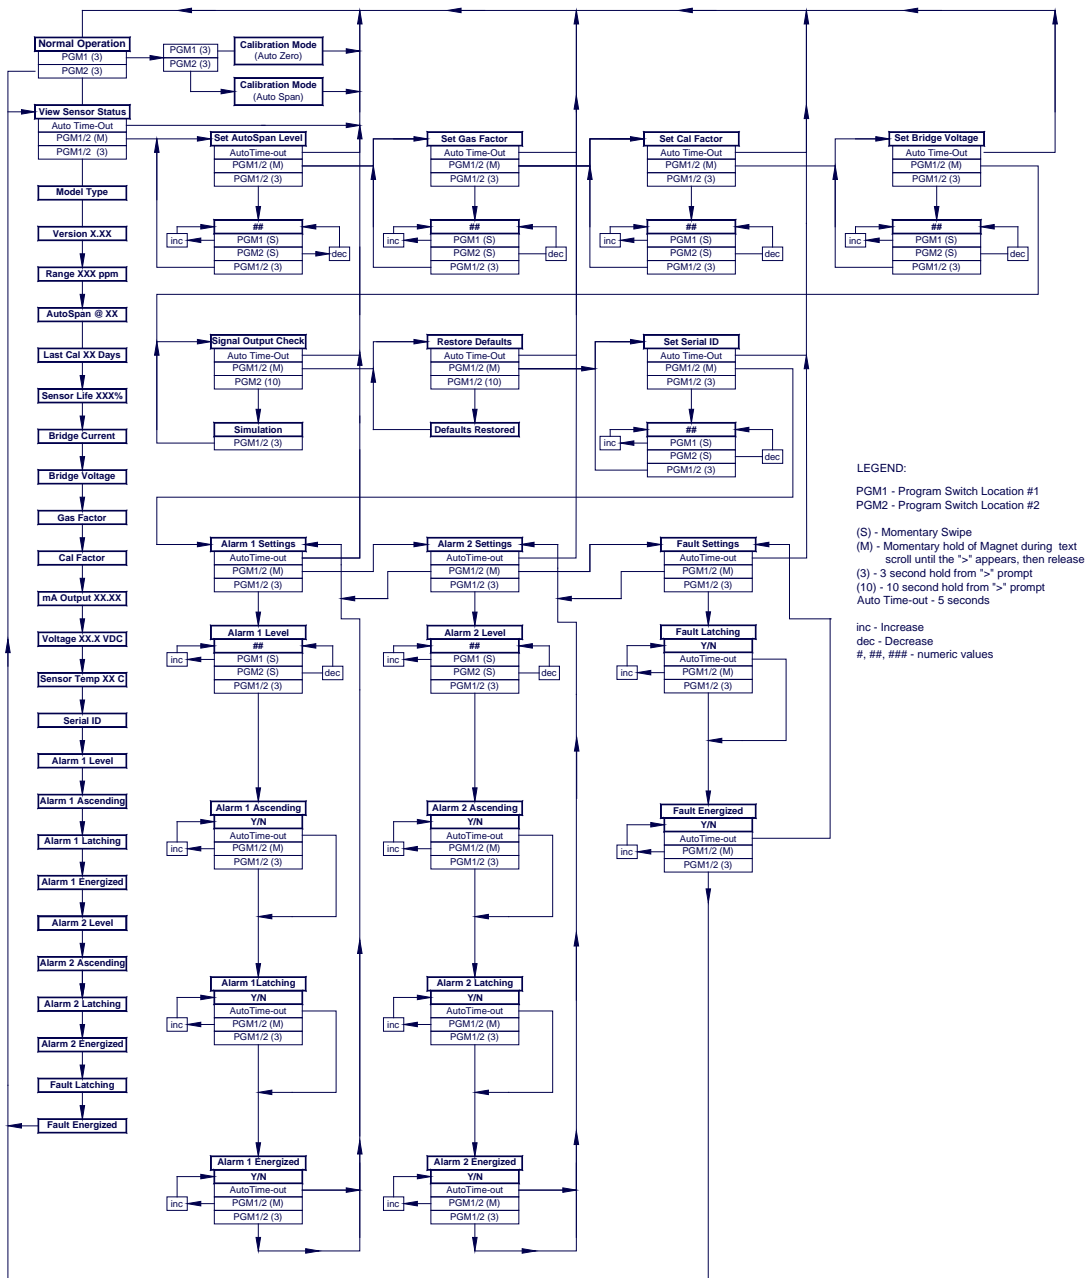 Normal Operation
PGM1 (3)
PGM2 (3)
PGM1 (3)
PGM2 (3)
Calibration Mode
(Auto Zero)
Calibration Mode
(Auto Span)
View Sensor Status
Auto Time-Out
PGM1/2 (M)
PGM1/2 (3)
Model Type
Version X.XX
Range XXX ppm
AutoSpan @ XX
Last Cal XX Days
Sensor Life XXX%
Bridge Current
Bridge Voltage
Gas Factor
Cal Factor
mA Output XX.XX
Voltage XX.X VDC
Sensor Temp XX C
Serial ID
Alarm 1 Level
Alarm 1 Ascending
Alarm 1 Latching
Alarm 1 Energized
Alarm 2 Level
Alarm 2 Ascending
Alarm 2 Latching
Alarm 2 Energized
Fault Latching
Fault Energized
Set AutoSpan Level
AutoTime-out
PGM1/2 (M)
PGM1/2 (3)
##
inc
PGM1 (S)
PGM2 (S)
dec
PGM1/2 (3)
Set Gas Factor
Auto Time-Out
PGM1/2 (M)
PGM1/2 (3)
##
inc
PGM1 (S)
PGM2 (S)
dec
PGM1/2 (3)
Set Cal Factor
Auto Time-Out
PGM1/2 (M)
PGM1/2 (3)
##
inc
PGM1 (S)
PGM2 (S)
dec
PGM1/2 (3)
Set Bridge Voltage
Auto Time-Out
PGM1/2 (M)
PGM1/2 (3)
##
inc
PGM1 (S)
PGM2 (S)
dec
PGM1/2 (3)
Signal Output Check
Auto Time-Out
PGM1/2 (M)
PGM2 (10)
Simulation
PGM1/2 (3)
Restore Defaults
Auto Time-Out
PGM1/2 (M)
PGM1/2 (10)
Defaults Restored
Set Serial ID
Auto Time-Out
PGM1/2 (M)
PGM1/2 (3)
##
inc
PGM1 (S)
PGM2 (S)
dec
PGM1/2 (3)
Alarm 1 Settings
AutoTime-out
PGM1/2 (M)
PGM1/2 (3)
Alarm 1 Level
##
inc
PGM1 (S)
PGM2 (S)
dec
PGM1/2 (3)
Alarm 1 Ascending
Y/N
AutoTime-out
inc
PGM1/2 (M)
PGM1/2 (3)
Alarm 1Latching
Y/N
AutoTime-out
inc
PGM1/2 (M)
PGM1/2 (3)
Alarm 1 Energized
Y/N
AutoTime-out
inc
PGM1/2 (M)
PGM1/2 (3)
Alarm 2 Settings
AutoTime-out
PGM1/2 (M)
PGM1/2 (3)
Alarm 2 Level
##
inc
PGM1 (S)
PGM2 (S)
dec
PGM1/2 (3)
Alarm 2 Ascending
Y/N
AutoTime-out
inc
PGM1/2 (M)
PGM1/2 (3)
Alarm 2 Latching
Y/N
AutoTime-out
inc
PGM1/2 (M)
PGM1/2 (3)
Alarm 2 Energized
Y/N
AutoTime-out
inc
PGM1/2 (M)
PGM1/2 (3)
Fault Settings
AutoTime-out
PGM1/2 (M)
PGM1/2 (3)
Fault Latching
Y/N
AutoTime-out
inc
PGM1/2 (M)
PGM1/2 (3)
Fault Energized
Y/N
AutoTime-out
inc
PGM1/2 (M)
PGM1/2 (3)
LEGEND:
PGM1 - Program Switch Location #1
PGM2 - Program Switch Location #2
(S) - Momentary Swipe
(M) - Momentary hold of Magnet during text
scroll until the ">" appears, then release
(3) - 3 second hold from ">" prompt
(10) - 10 second hold from ">" prompt
Auto Time-out - 5 seconds
inc - Increase
dec - Decrease
#, ##, ### - numeric values